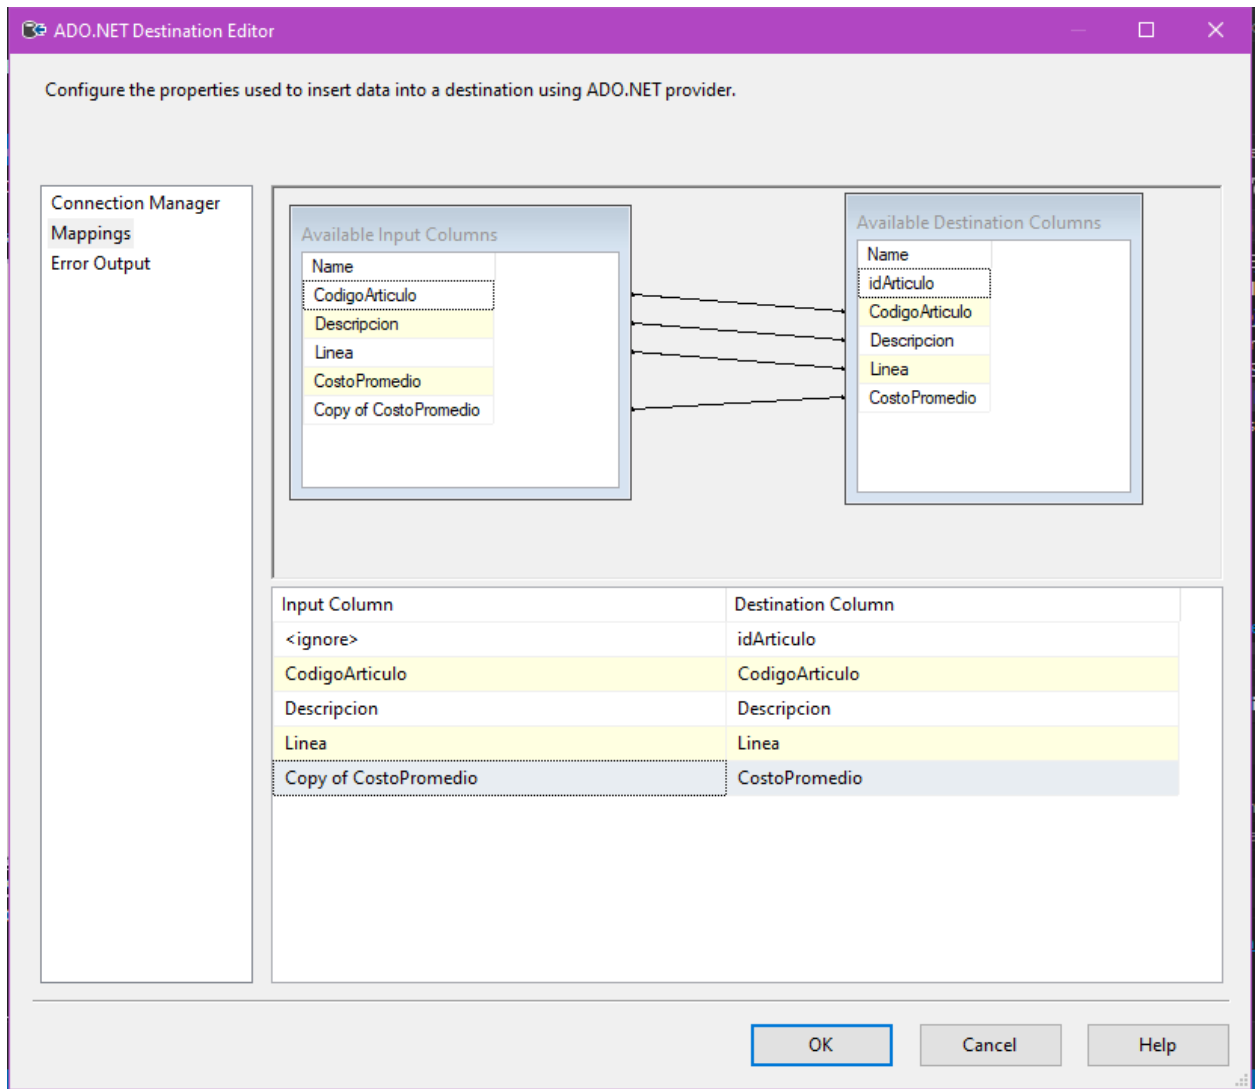 ADO.NET Destination Editor
Configure the properties used to insert data into a destination using ADO.NET provider.
Connection Manager
Mappings
Error Output
Available Input Columns
Name
CodigoArticulo
Descripcion
Linea
CostoPromedio
Copy of CostoPromedio
Available Destination Columns
Name
idArticulo
CodigoArticulo
Descripcion
Linea
CostoPromedio
Input Column Destination Column
<ignore> idArticulo
CodigoArticulo CodigoArticulo
Descripcion Descripcion
Linea Linea
Copy of CostoPromedio CostoPromedio
OK Cancel Help